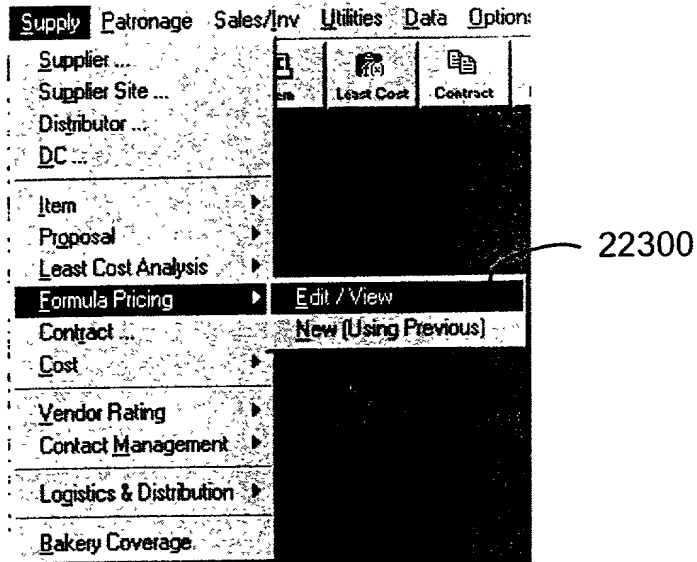 Supply Patronage Sales/Inv Utilities Data Option
Supplier ...
Supplier Site ...
Least Cost Contract
Distributor ...
DC ...
Item
Proposal
Least Cost Analysis
22300
Formula Pricing Edit / View
Contract ... New (Using Previous)
Cost
Vendor Rating
Contact Management
Logistics & Distribution
Bakery Coverage